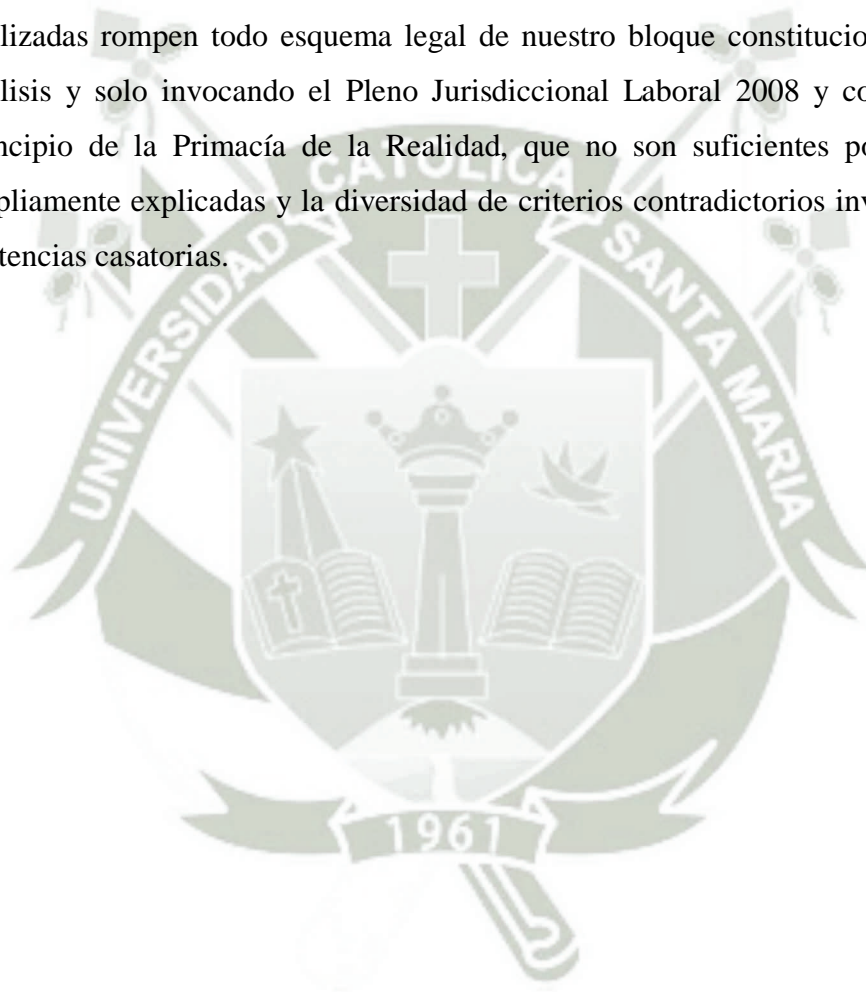 lizadas rompen todo esquema legal de nuestro bloque constitucio
lisis y solo invocando el Pleno Jurisdiccional Laboral 2008 y co
ncipio de la Primacía de la Realidad, que no son suficientes po
pliamente explicadas y la diversidad de criterios contradictorios inv
tencias casatorias.
UNIVERSIDAD CATOLICA SANTA MARIA
1961